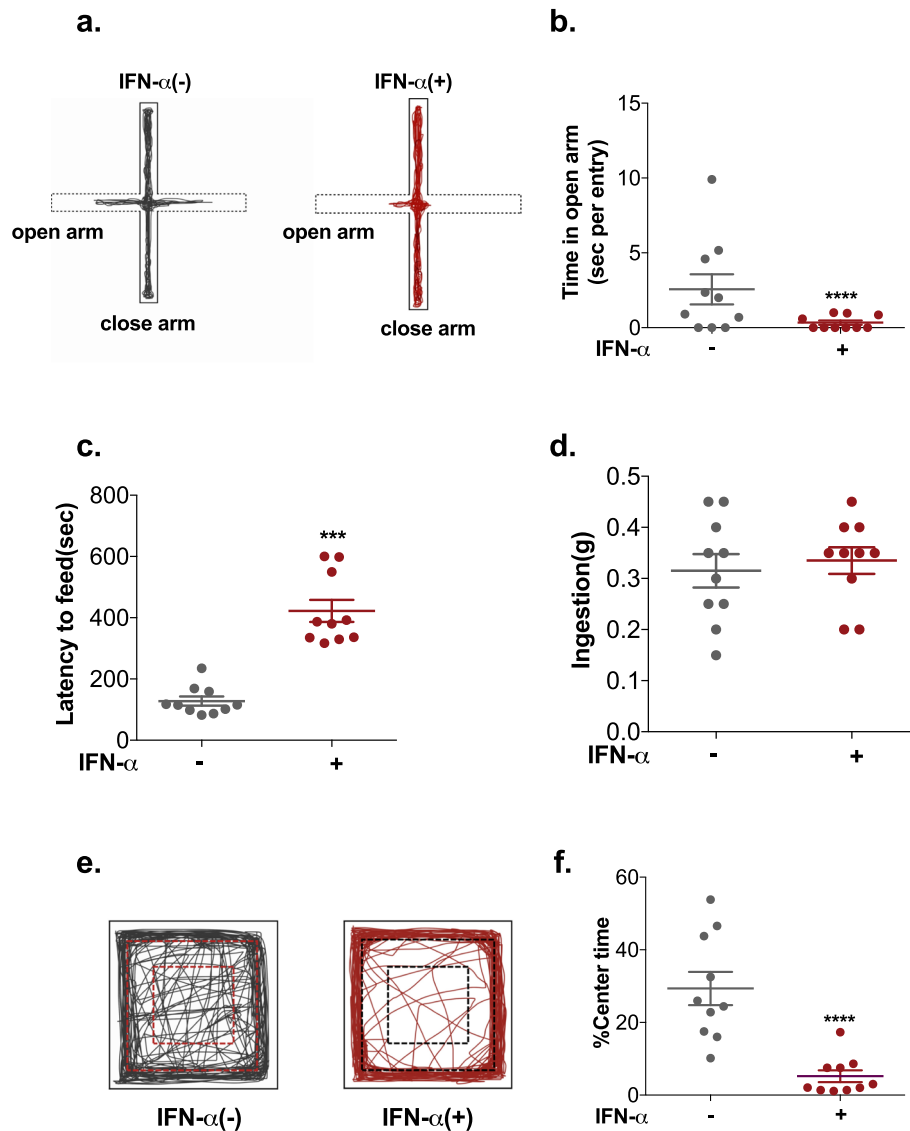 a.
IFN-α(-)
IFN-α(+)
open arm
open arm
close arm
close arm
b.
Time in open arm
(sec per entry)
15
10
5
0
****
IFN-α
-
+
c.
Latency to feed(sec)
800
600
400
200
0
***
IFN-α
-
+
d.
Ingestion(g)
0.5
0.4
0.3
0.2
0.1
0.0
IFN-α
-
+
e.
IFN-α(-)
IFN-α(+)
f.
%Center time
60
40
20
0
****
IFN-α
-
+